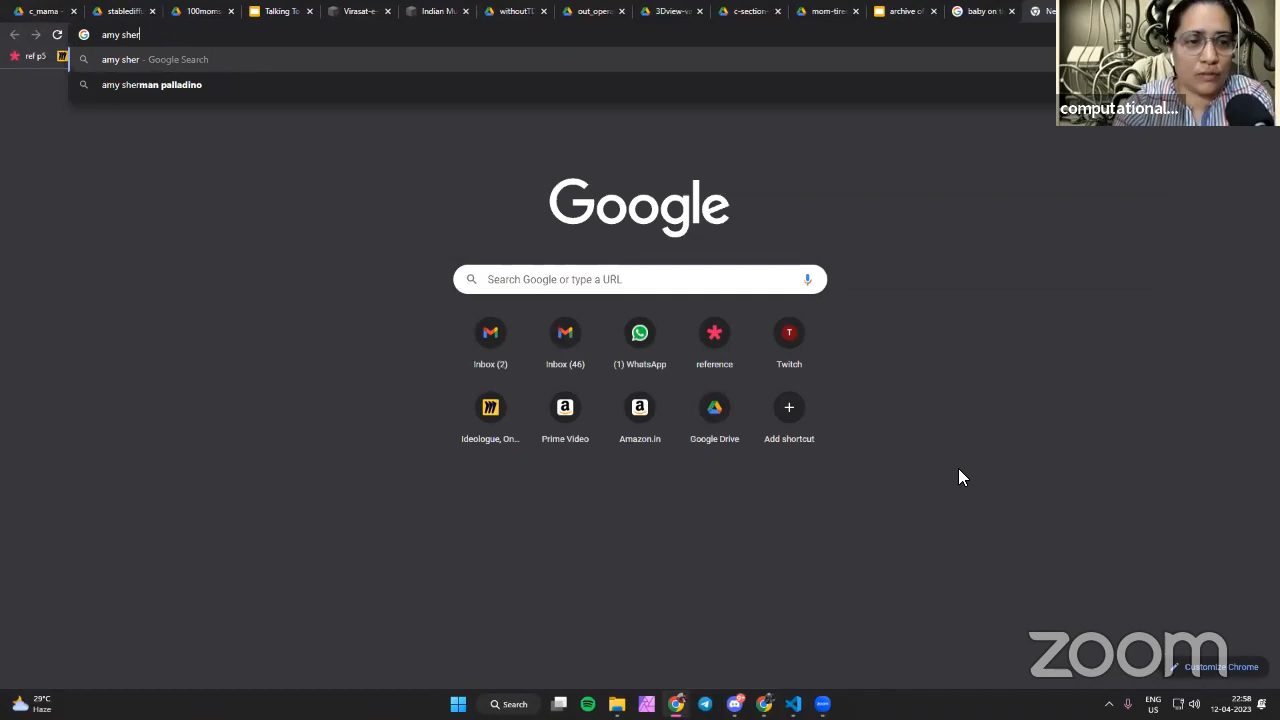 c_mama -
stablediff
100mom
Talking To
Virasat-e-
Indian Mu
withoutTI
out_oper
3Dview-v
c-section-
mom-tire
archive of
baby on t
Ne
amy sher
ref p5
amy sher - Google Search
amy sherman palladino
computational...
Google
Search Google or type a URL
Inbox (2)
Inbox (46)
(1) WhatsApp
reference
T
Twitch
Ideologue, On...
Prime Video
Amazon.in
Google Drive
Add shortcut
zoom
Customize Chrome
29°C
Haze
Search
ENG
US
22:58
12-04-2023